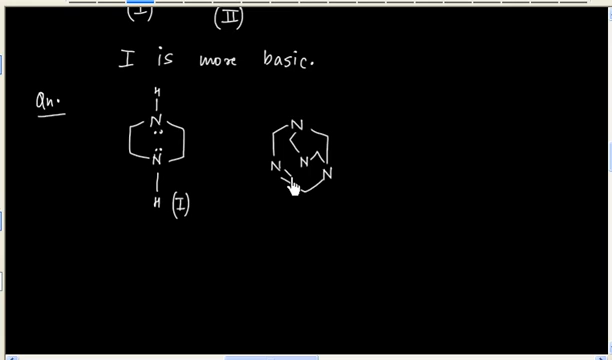 (I) (II)
I is more basic.
Qn.
H
N
N
H (I)
N
N N N